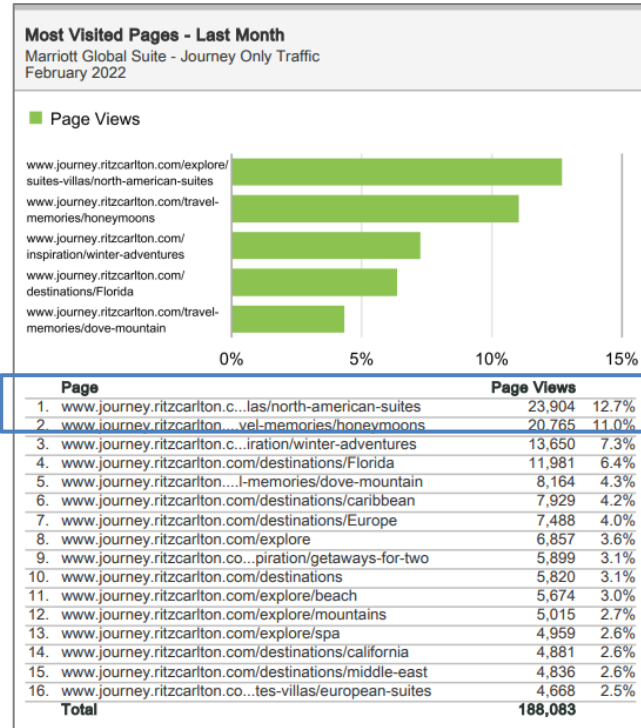 Most Visited Pages - Last Month
Marriott Global Suite - Journey Only Traffic
February 2022
Page Views
www.journey.ritzcarlton.com/explore/
suites-villas/north-american-suites
www.journey.ritzcarlton.com/travel-
memories/honeymoons
www.journey.ritzcarlton.com/
inspiration/winter-adventures
www.journey.ritzcarlton.com/
destinations/Florida
www.journey.ritzcarlton.com/travel-
memories/dove-mountain
0% 5% 10% 15%
Page Page Views
1. www.journey.ritzcarlton.c...las/north-american-suites 23,904 12.7%
2. www.journey.ritzcarlton....vel-memories/honeymoons 20,765 11.0%
3. www.journey.ritzcarlton.c...iration/winter-adventures 13,650 7.3%
4. www.journey.ritzcarlton.com/destinations/Florida 11,981 6.4%
5. www.journey.ritzcarlton....l-memories/dove-mountain 8,164 4.3%
6. www.journey.ritzcarlton.com/destinations/caribbean 7,929 4.2%
7. www.journey.ritzcarlton.com/destinations/Europe 7,488 4.0%
8. www.journey.ritzcarlton.com/explore 6,857 3.6%
9. www.journey.ritzcarlton.co...piration/getaways-for-two 5,899 3.1%
10. www.journey.ritzcarlton.com/destinations 5,820 3.1%
11. www.journey.ritzcarlton.com/explore/beach 5,674 3.0%
12. www.journey.ritzcarlton.com/explore/mountains 5,015 2.7%
13. www.journey.ritzcarlton.com/explore/spa 4,959 2.6%
14. www.journey.ritzcarlton.com/destinations/california 4,881 2.6%
15. www.journey.ritzcarlton.com/destinations/middle-east 4,836 2.6%
16. www.journey.ritzcarlton.co...tes-villas/european-suites 4,668 2.5%
Total 188,083